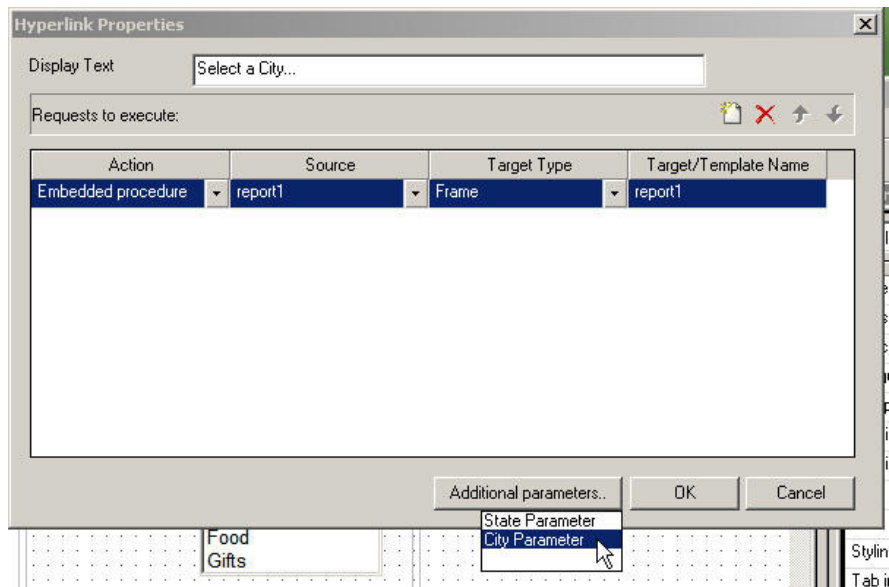 Hyperlink Properties
Display Text
Select a City...
Requests to execute:
Action Source Target Type Target/Template Name
Embedded procedure report1 Frame report1
Additional parameters.. OK Cancel
State Parameter
City Parameter
Food
Gifts
Stylin
Tab i